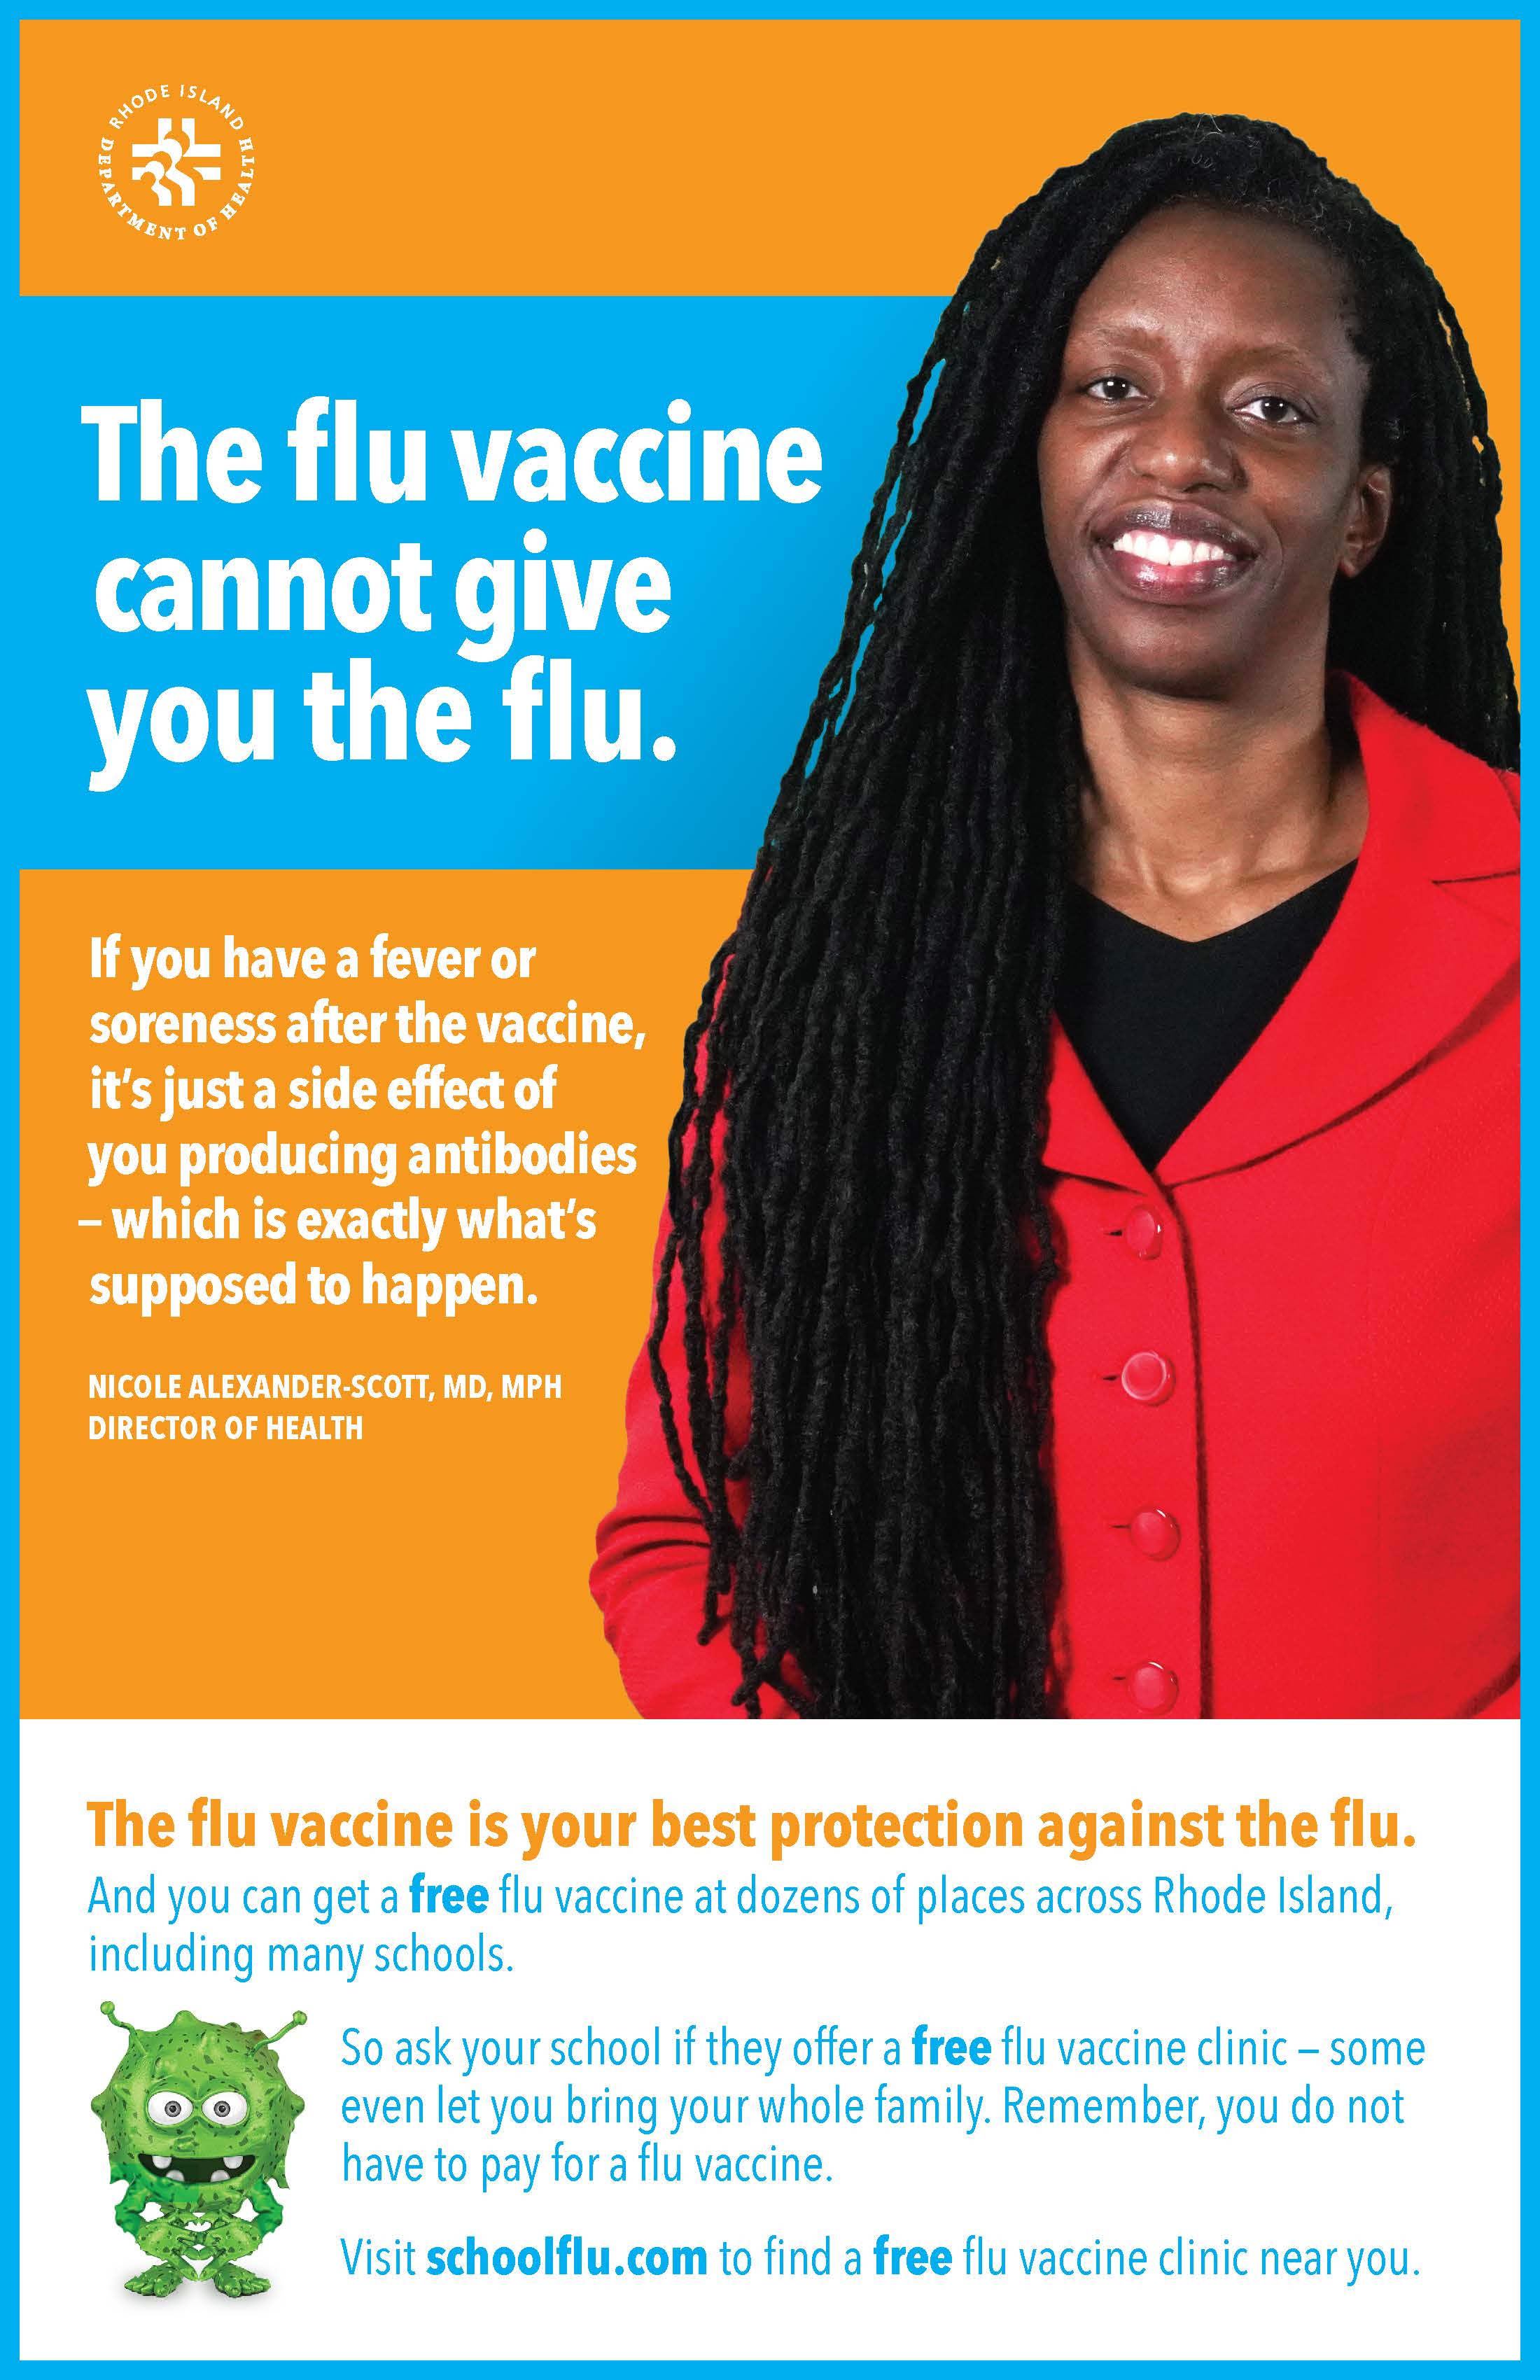 RHODE ISLAND
DEPARTMENT OF HEALTH
The flu vaccine
cannot give
you the flu.
If you have a fever or
soreness after the vaccine,
it's just a side effect of
you producing antibodies
– which is exactly what's
supposed to happen.
NICOLE ALEXANDER-SCOTT, MD, MPH
DIRECTOR OF HEALTH
The flu vaccine is your best protection against the flu.
And you can get a free flu vaccine at dozens of places across Rhode Island,
including many schools.
So ask your school if they offer a free flu vaccine clinic – some
even let you bring your whole family. Remember, you do not
have to pay for a flu vaccine.
Visit schoolflu.com to find a free flu vaccine clinic near you.